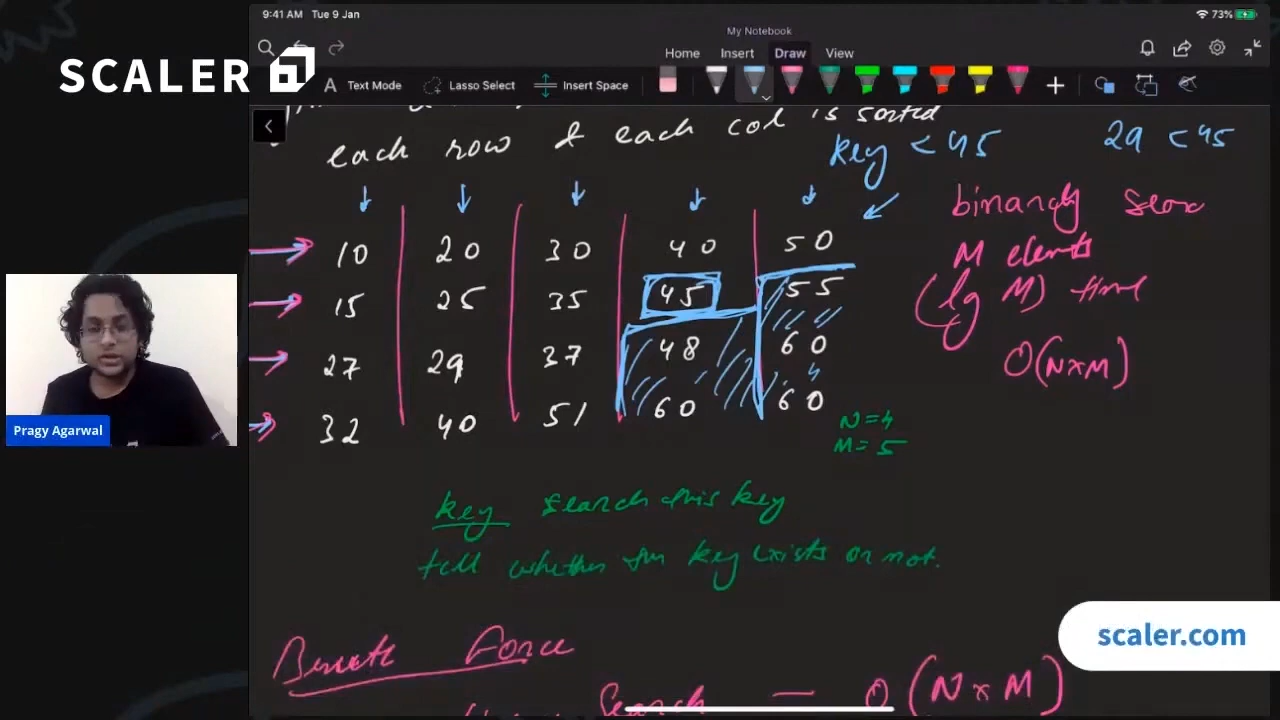 9:41 AM Tue 9 Jan
73%
My Notebook
Home Insert Draw View
SCALER
A Text Mode Lasso Select Insert Space
each row & each col is sorted
key < 45 29 < 45
binary
M elemts
(lg M) time
O(N×M)
10 20 30 40 50
15 25 35 45 55
27 29 37 48 60
32 40 51 60 60
N=4
M=5
key search this key
tell whether key exists or not.
Pragy Agarwal
scaler.com
Force
Search — O(N×M)